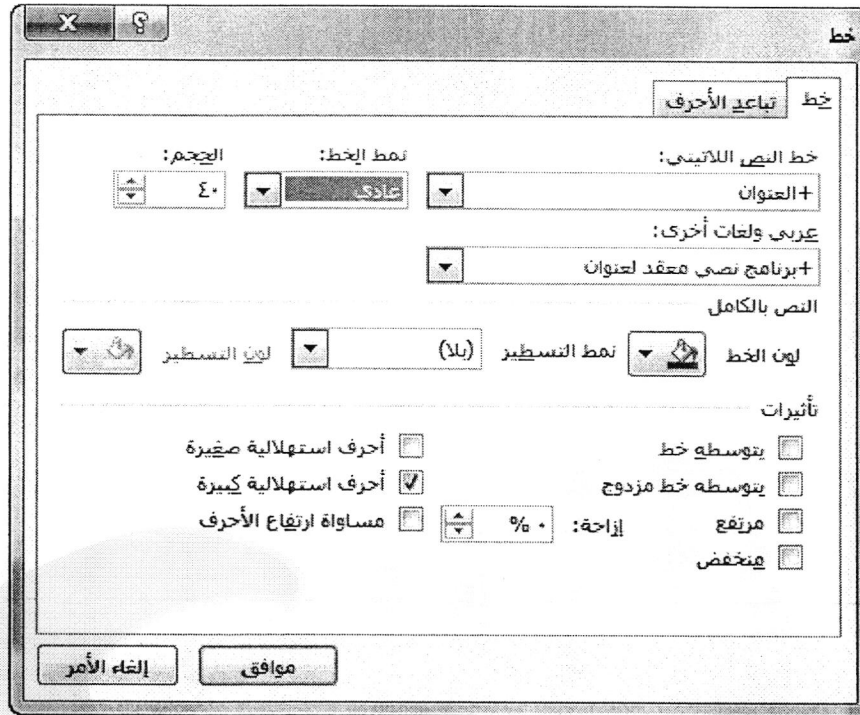 خط
خط تباعد الأحرف
خط النص اللاتيني: نمط الخط: الحجم:
+العنوان عادي ٤٠
عربي ولغات أخرى:
+برنامج نصي معقد لعنوان
النص بالكامل
لون الخط نمط التسطير (بلا) لون التسطير
تأثيرات
يتوسطه خط أحرف استهلالية صغيرة
يتوسطه خط مزدوج أحرف استهلالية كبيرة
مرتفع إزاحة: ٠ % مساواة ارتفاع الأحرف
منخفض
موافق إلغاء الأمر